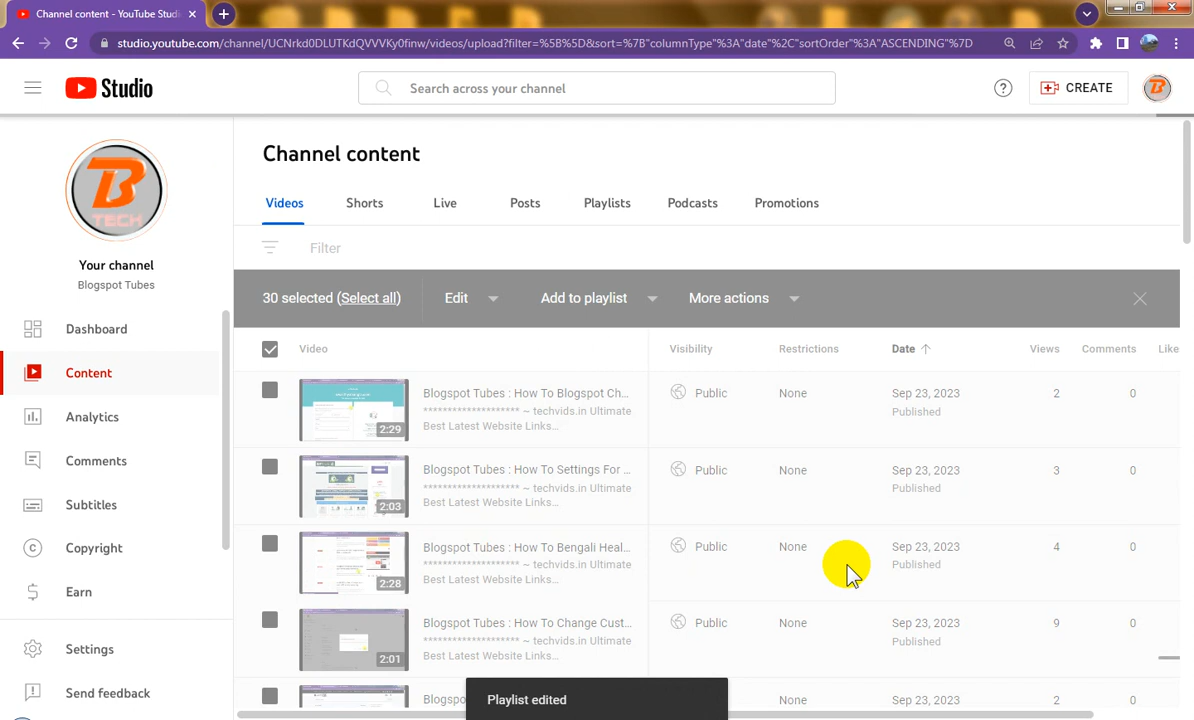 Channel content - YouTube Studi
studio.youtube.com/channel/UCNrkd0DLUTKdQVVVKy0finw/videos/upload?filter=%5B%5D&sort=%7B"columnType"%3A"date"%2C"sortOrder"%3A"ASCENDING"%7D
Studio
Search across your channel
CREATE
B
TECH
Your channel
Blogspot Tubes
Dashboard
Content
Analytics
Comments
Subtitles
Copyright
Earn
Settings
Send feedback
Channel content
Videos Shorts Live Posts Playlists Podcasts Promotions
Filter
30 selected (Select all) Edit Add to playlist More actions
Video Visibility Restrictions Date Views Comments Like
Blogspot Tubes : How To Blogspot Ch... Public None Sep 23, 2023 2 0
******************** ~ techvids.in Ultimate Published
Best Latest Website Links...
2:29
Blogspot Tubes : How To Settings For ... Public None Sep 23, 2023 3 0
******************** ~ techvids.in Ultimate Published
Best Latest Website Links...
2:03
Blogspot Tubes : How To Bengali Heal... Public None Sep 23, 2023 4 0
******************** ~ techvids.in Ultimate Published
Best Latest Website Links...
2:28
Blogspot Tubes : How To Change Cust... Public None Sep 23, 2023 9 0
******************** ~ techvids.in Ultimate Published
Best Latest Website Links...
2:01
Blogsp Public None Sep 23, 2023 2 0
Playlist edited